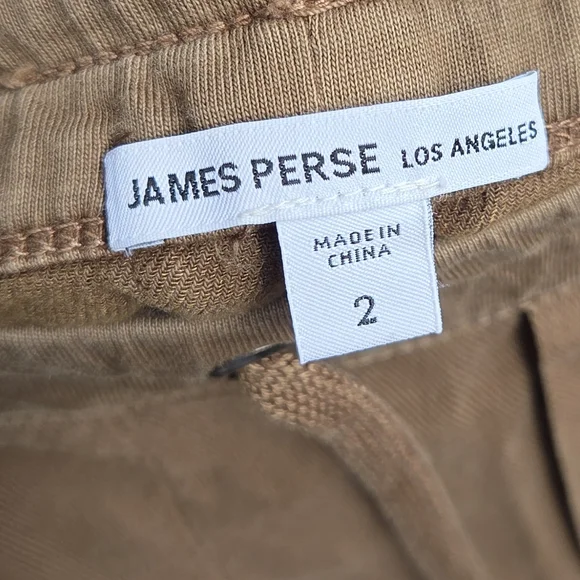 JAMES PERSE LOS ANGELES
MADE IN
CHINA
2